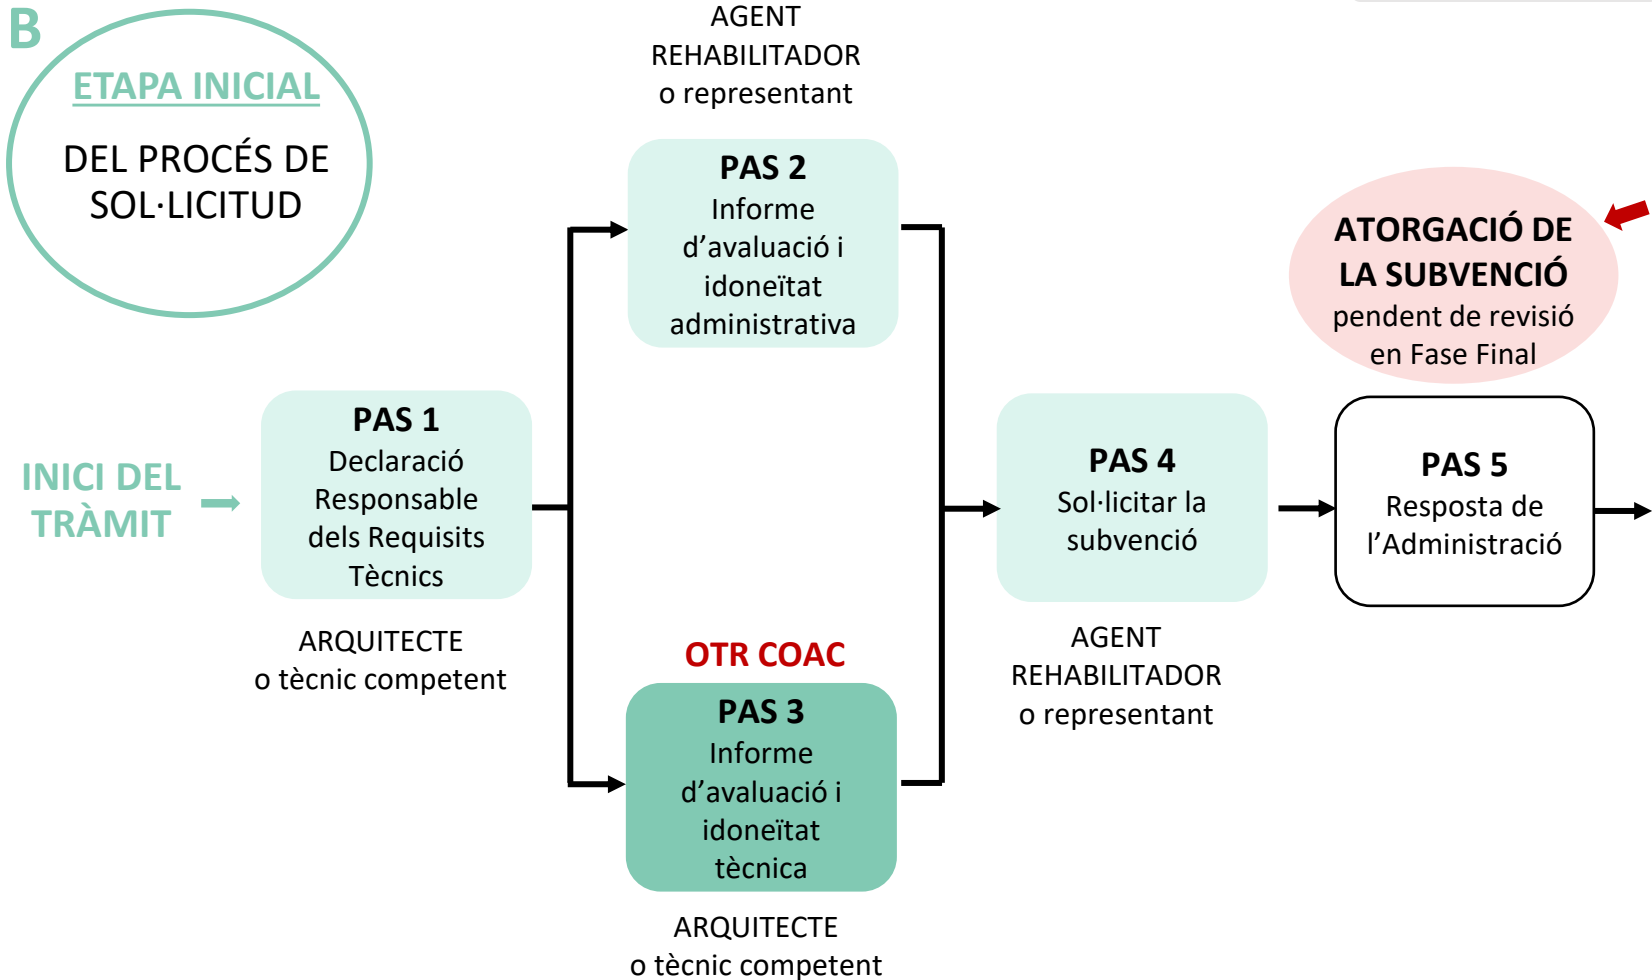 B
ETAPA INICIAL
DEL PROCÉS DE
SOL·LICITUD
INICI DEL
TRÀMIT
PAS 1
Declaració
Responsable
dels Requisits
Tècnics
ARQUITECTE
o tècnic competent
AGENT
REHABILITADOR
o representant
PAS 2
Informe
d’avaluació i
idoneïtat
administrativa
OTR COAC
PAS 3
Informe
d’avaluació i
idoneïtat
tècnica
ARQUITECTE
o tècnic competent
PAS 4
Sol·licitar la
subvenció
AGENT
REHABILITADOR
o representant
ATORGACIÓ DE
LA SUBVENCIÓ
pendent de revisió
en Fase Final
PAS 5
Resposta de
l’Administració